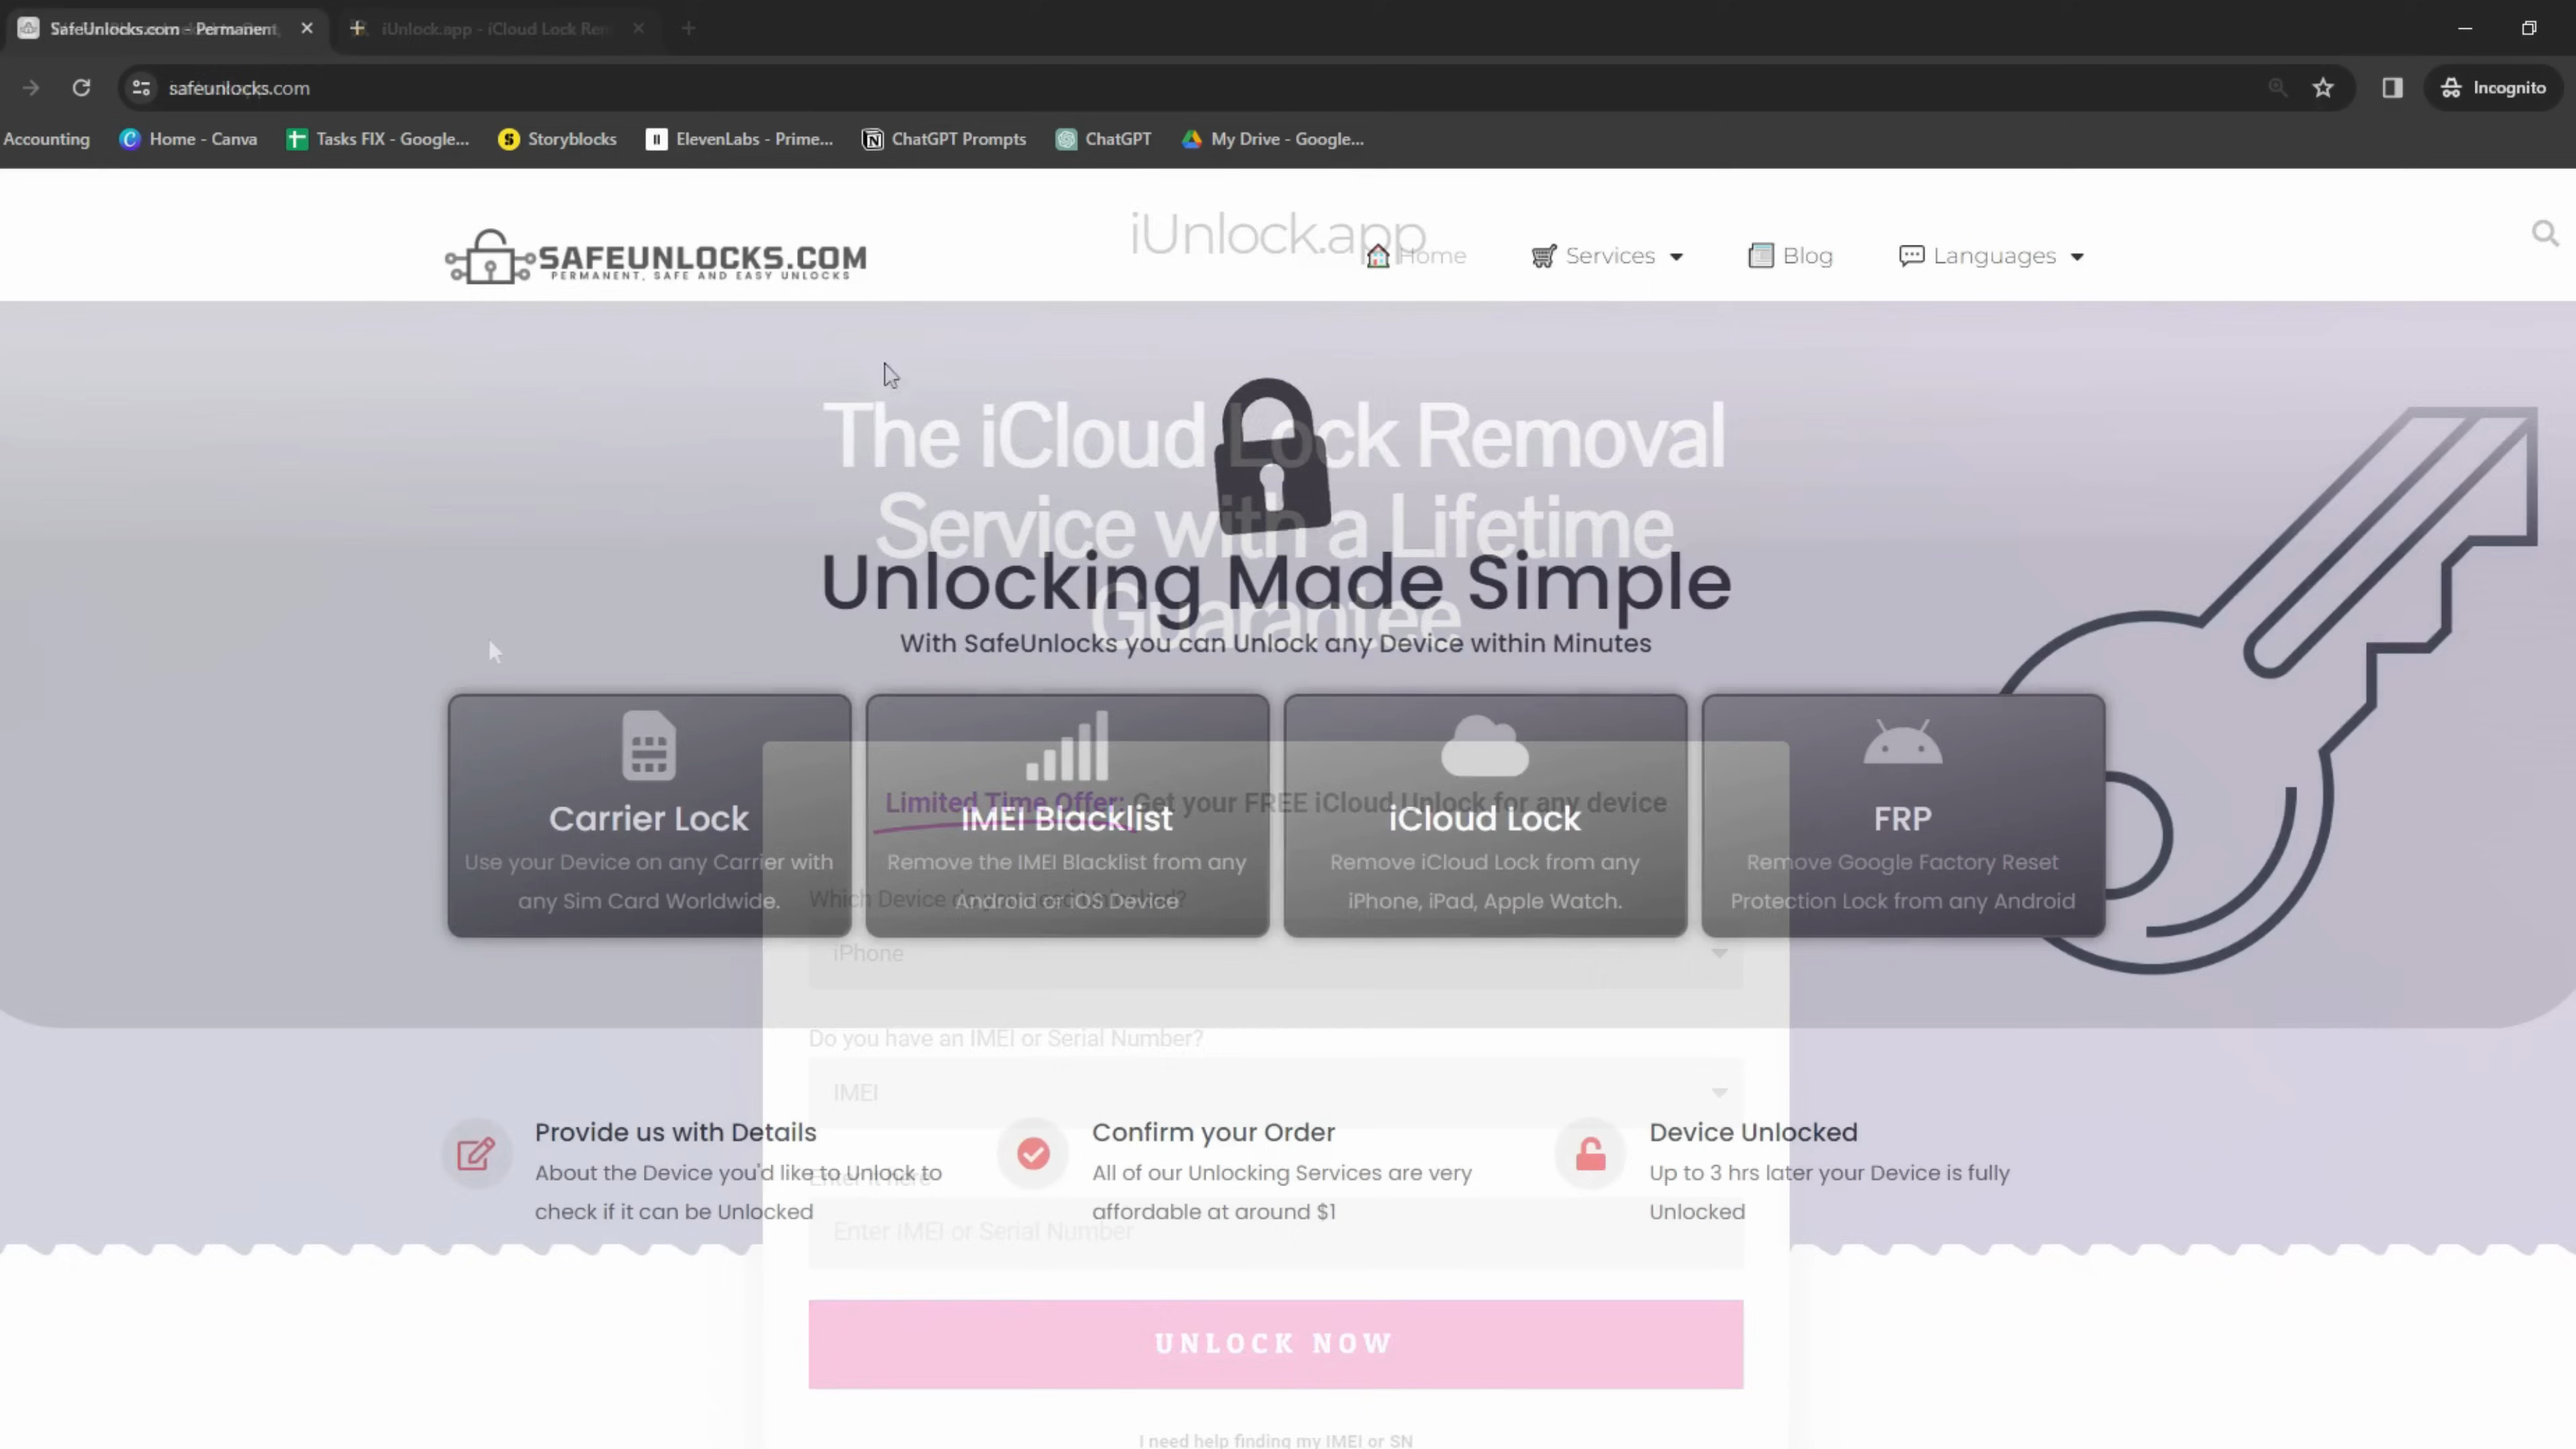 SafeUnlocks.com - Permanent
iUnlock.app - iCloud Lock Rem
safeunlocks.com
Incognito
Accounting
Home - Canva
Tasks FIX - Google...
Storyblocks
ElevenLabs - Prime...
ChatGPT Prompts
ChatGPT
My Drive - Google...
iUnlock.app
SAFEUNLOCKS.COM
PERMANENT, SAFE AND EASY UNLOCKS
Home
Services
Blog
Languages
The iCloud Lock Removal
Service with a Lifetime
Guarantee
Unlocking Made Simple
With SafeUnlocks you can Unlock any Device within Minutes
Limited Time Offer: Get your FREE iCloud Unlock for any device
Carrier Lock
Use your Device on any Carrier with
any Sim Card Worldwide.
IMEI Blacklist
Remove the IMEI Blacklist from any
Android or iOS Device
iCloud Lock
Remove iCloud Lock from any
iPhone, iPad, Apple Watch.
FRP
Remove Google Factory Reset
Protection Lock from any Android
Which Device do you need Unlocked?
iPhone
Do you have an IMEI or Serial Number?
IMEI
Provide us with Details
About the Device you'd like to Unlock to
check if it can be Unlocked
Confirm your Order
All of our Unlocking Services are very
affordable at around $1
Device Unlocked
Up to 3 hrs later your Device is fully
Unlocked
Enter it here
Enter IMEI or Serial Number
UNLOCK NOW
I need help finding my IMEI or SN